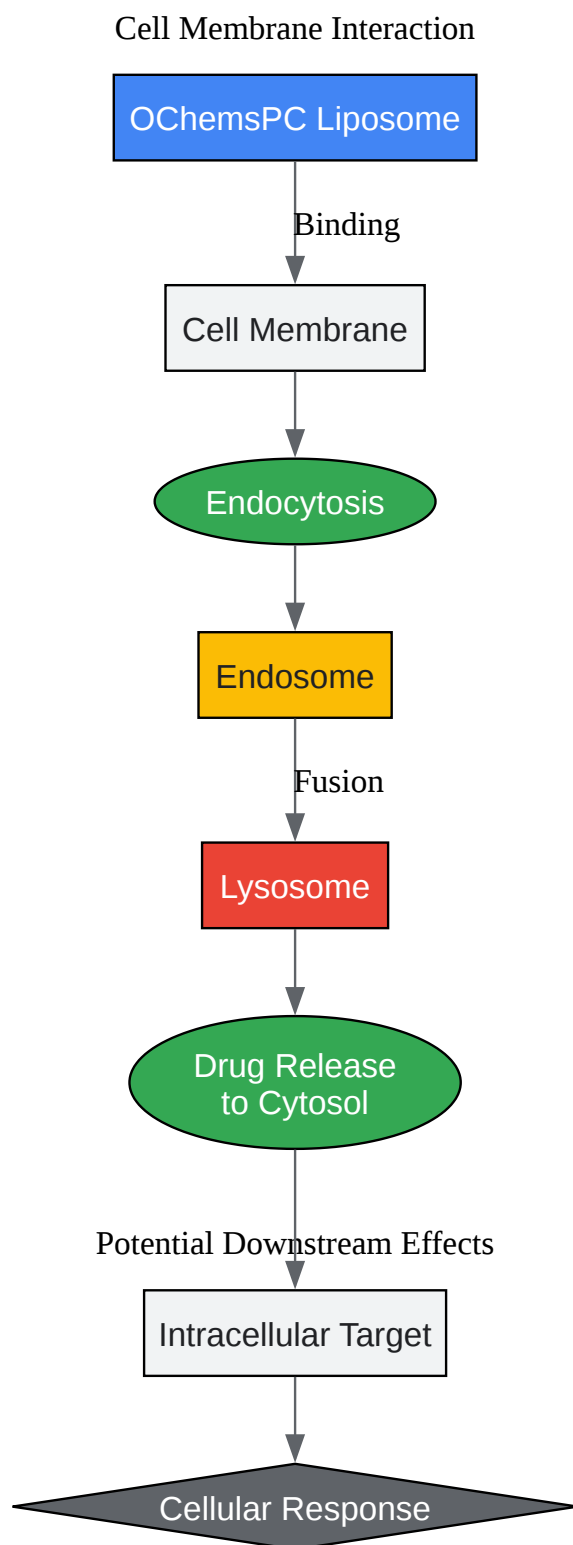 Cell Membrane Interaction
OChemsPC Liposome
Binding
Cell Membrane
Endocytosis
Endosome
Fusion
Lysosome
Drug Release
to Cytosol
Potential Downstream Effects
Intracellular Target
Cellular Response